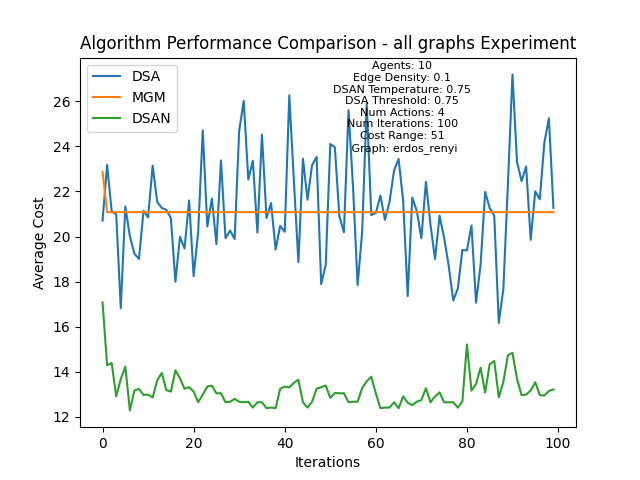 Algorithm Performance Comparison - all graphs Experiment
DSA
MGM
DSAN
Agents: 10
Edge Density: 0.1
DSAN Temperature: 0.75
DSA Threshold: 0.75
Num Actions: 4
Num Iterations: 100
Cost Range: 51
Graph: erdos_renyi
Average Cost
26
24
22
20
18
16
14
12
0
20
40
60
80
100
Iterations